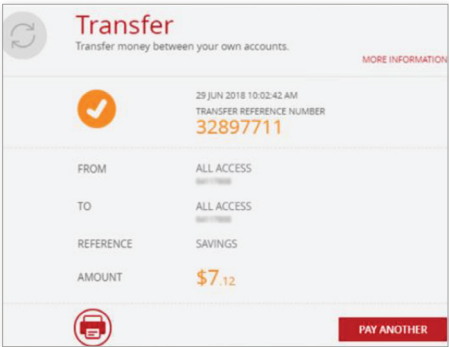 Transfer
Transfer money between your own accounts.
MORE INFORMATION
29 JUN 2018 10:02:42 AM
TRANSFER REFERENCE NUMBER
32897711
FROM ALL ACCESS
TO ALL ACCESS
REFERENCE SAVINGS
AMOUNT $7.12
PAY ANOTHER